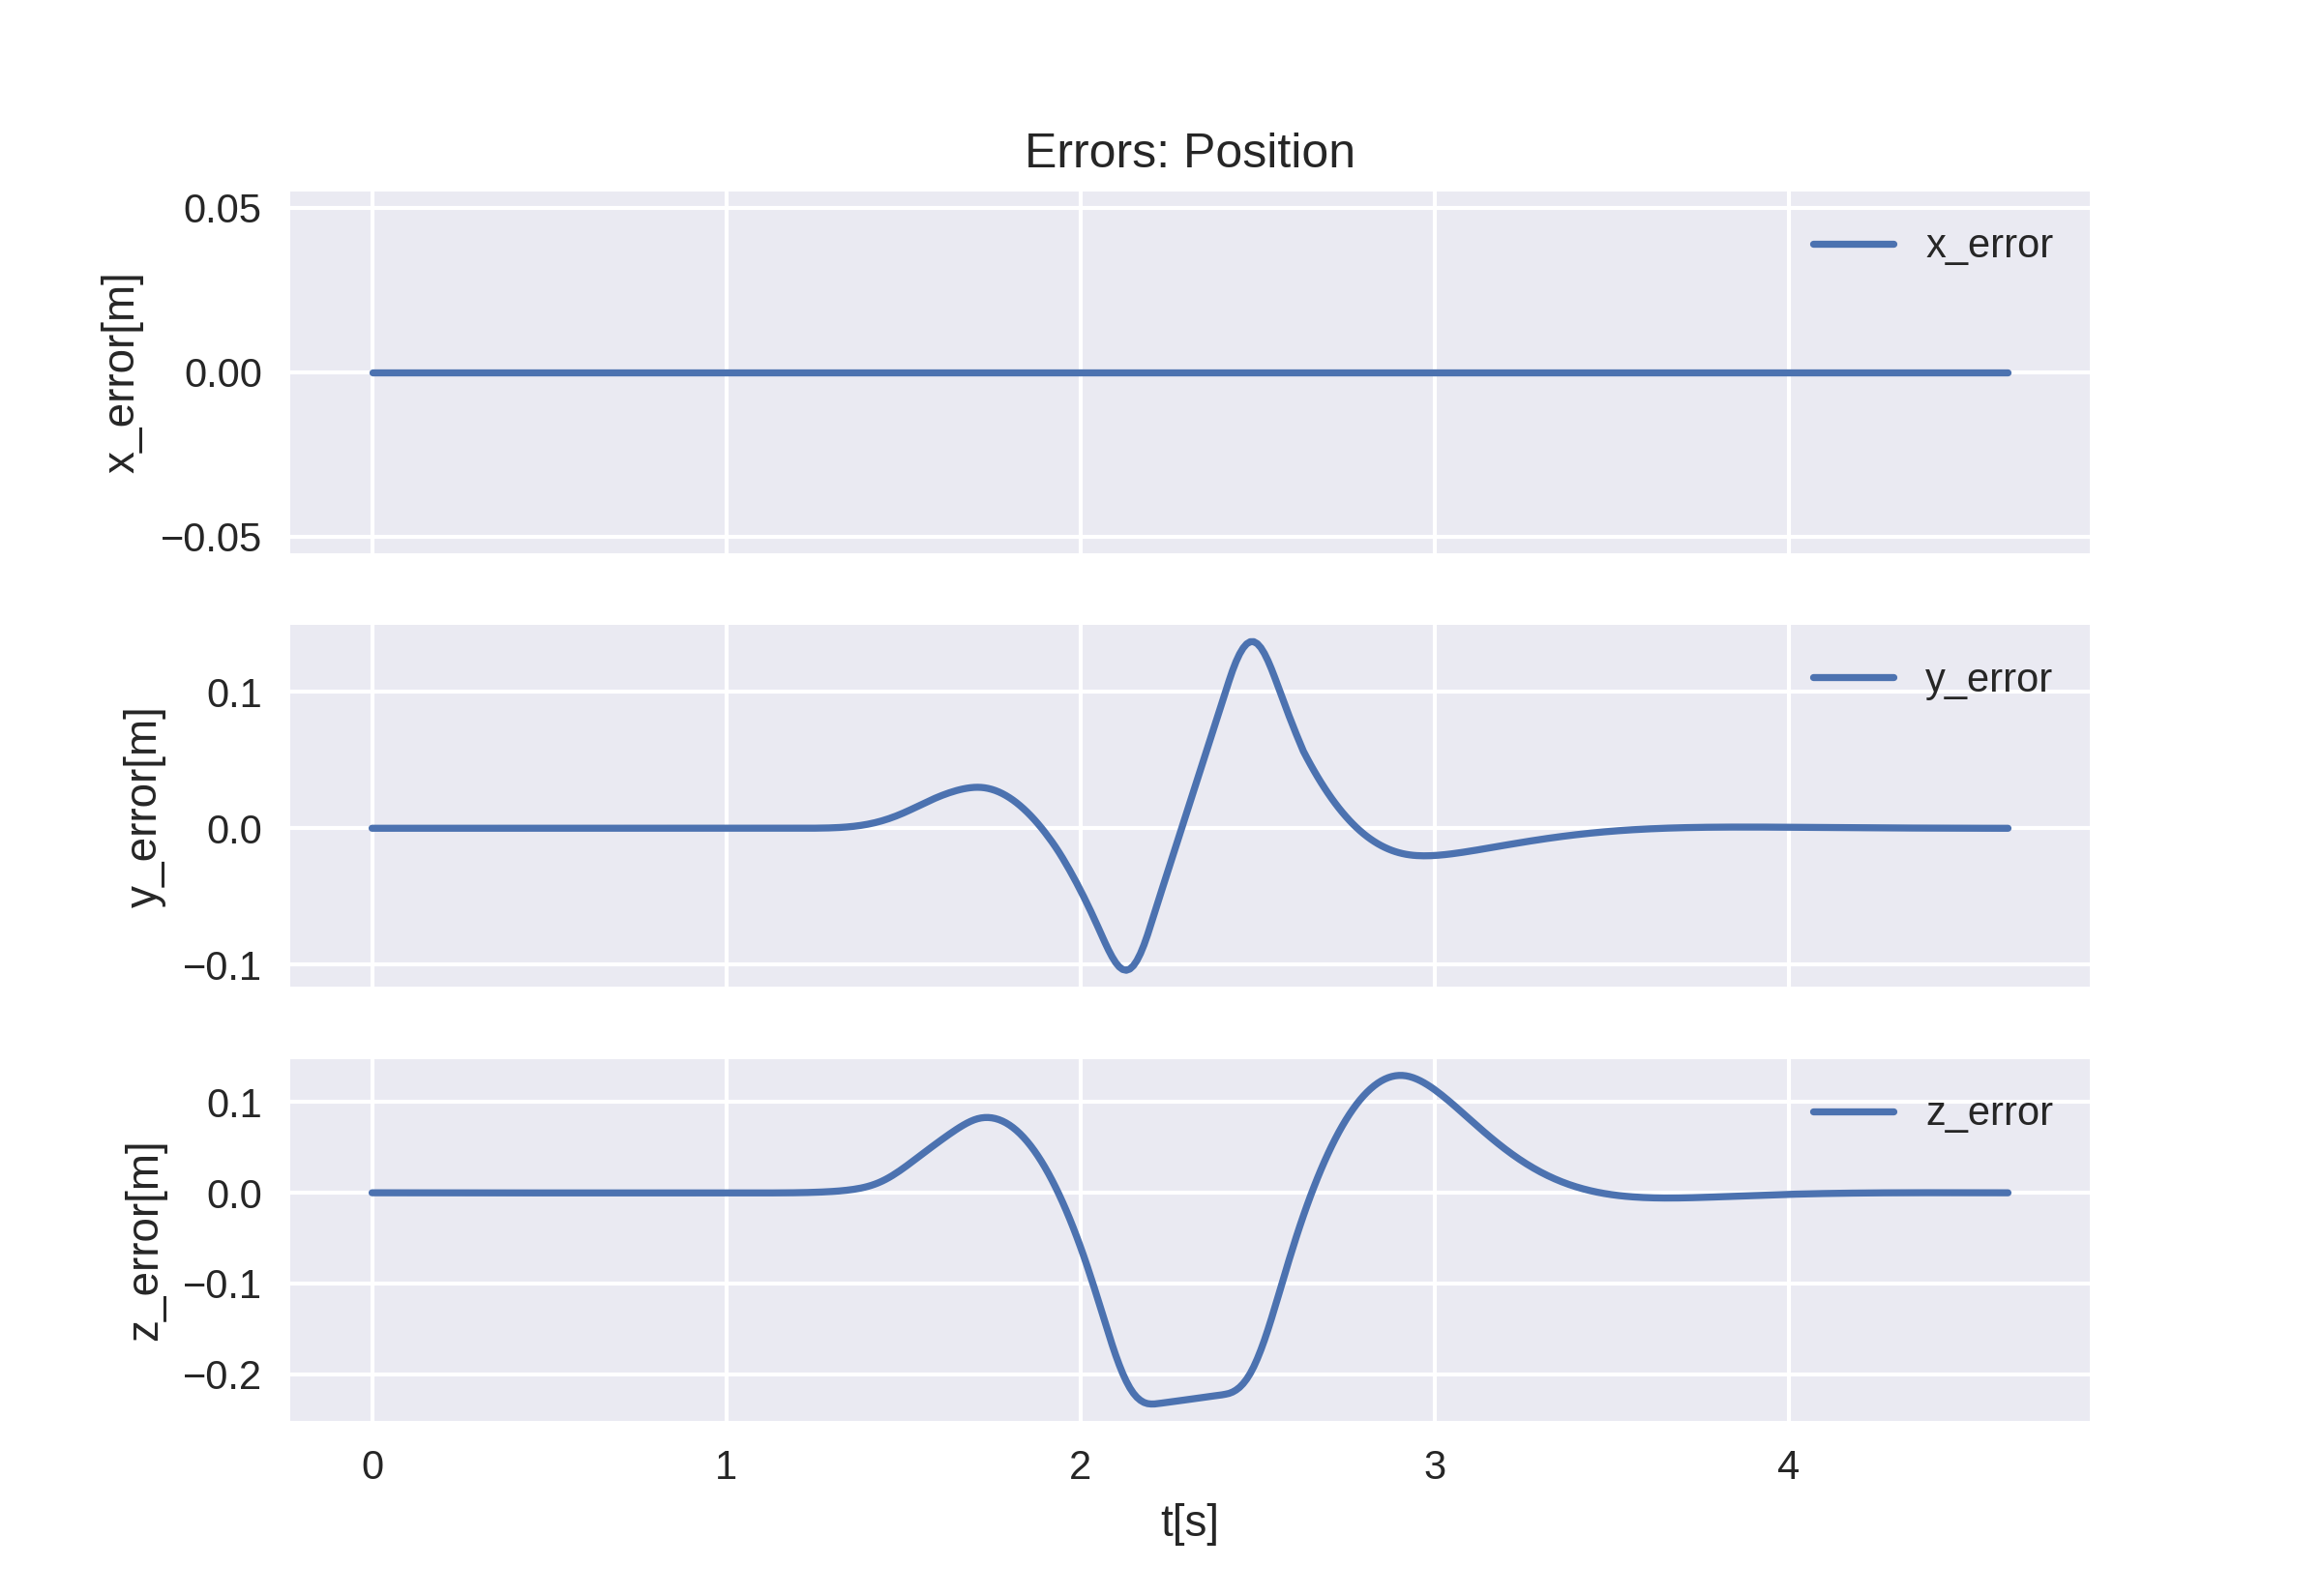 Errors: Position
x_error[m]
0.05
0.00
−0.05
x_error
y_error[m]
0.1
0.0
−0.1
y_error
z_error[m]
0.1
0.0
−0.1
−0.2
z_error
0 1 2 3 4
t[s]